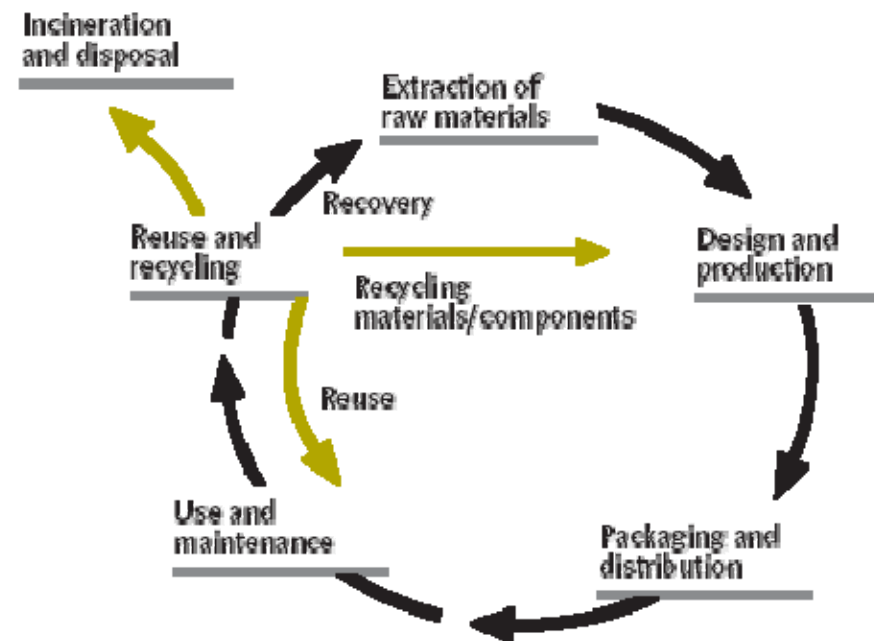 Incineration
and disposal
Extraction of
raw materials
Recovery
Reuse and
recycling
Design and
production
Recycling
materials/components
Reuse
Use and
maintenance
Packaging and
distribution